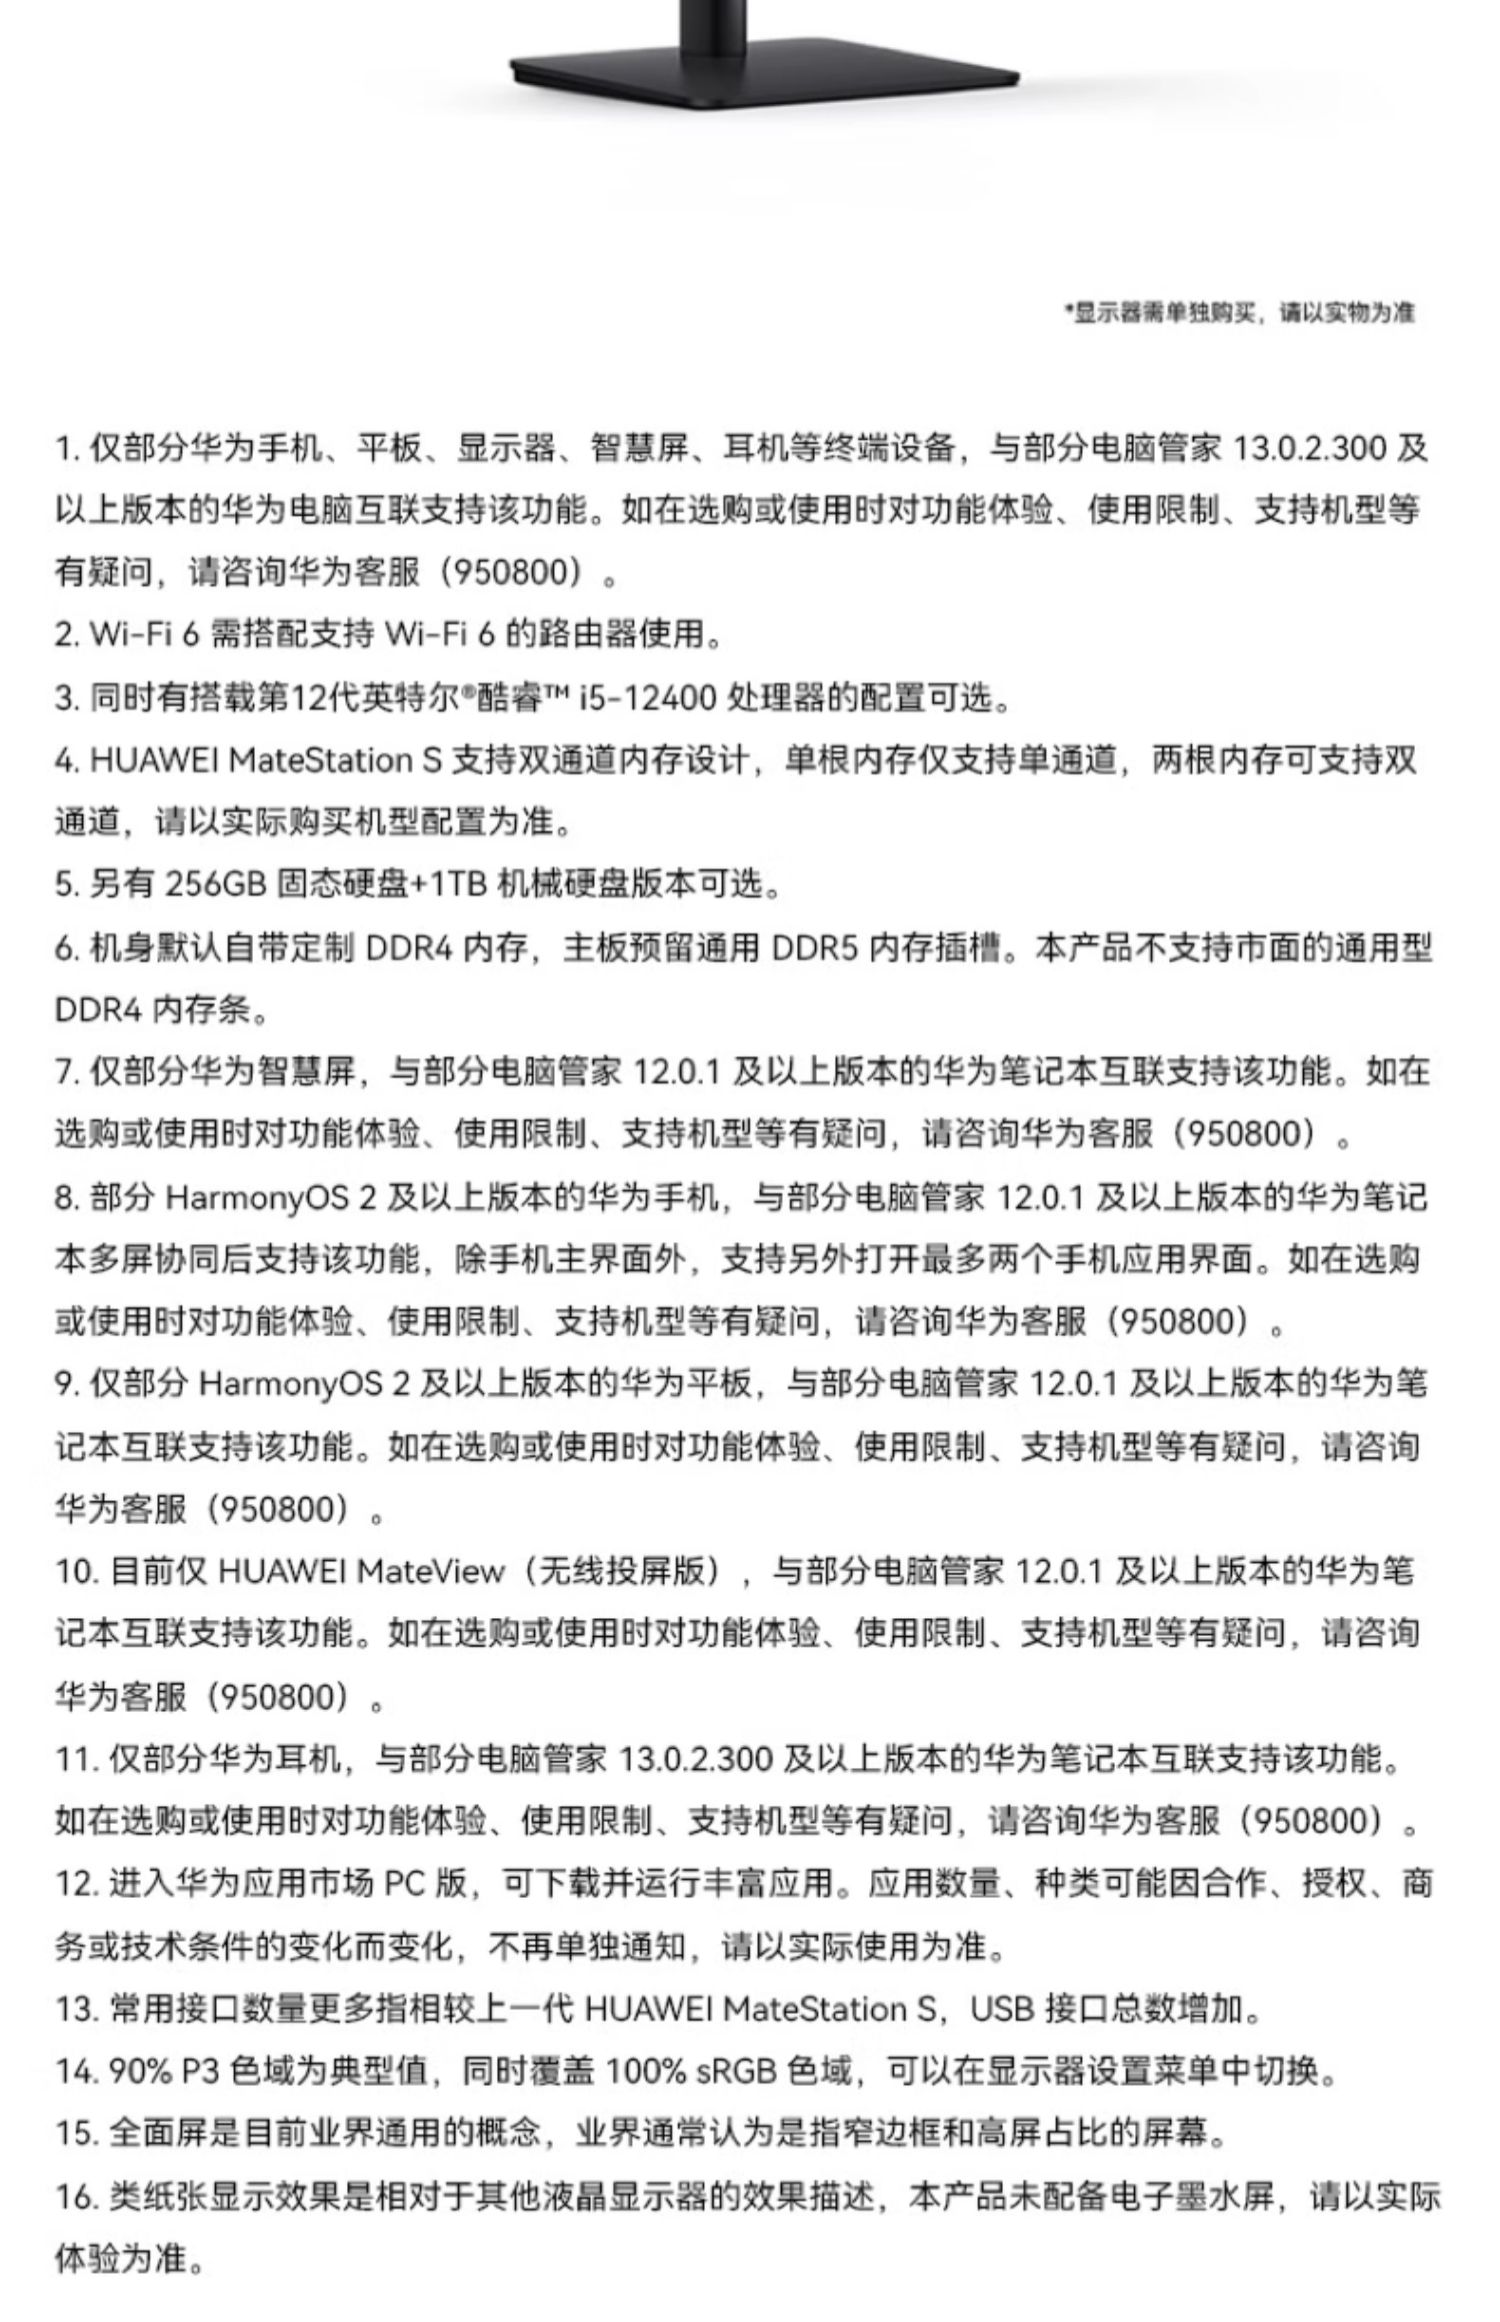 *显示器需单独购买，请以实物为准
1. 仅部分华为手机、平板、显示器、智慧屏、耳机等终端设备，与部分电脑管家 13.0.2.300 及
以上版本的华为电脑互联支持该功能。如在选购或使用时对功能体验、使用限制、支持机型等
有疑问，请咨询华为客服（950800）。
2. Wi-Fi 6 需搭配支持 Wi-Fi 6 的路由器使用。
3. 同时有搭载第12代英特尔®酷睿™ i5-12400 处理器的配置可选。
4. HUAWEI MateStation S 支持双通道内存设计，单根内存仅支持单通道，两根内存可支持双
通道，请以实际购买机型配置为准。
5. 另有 256GB 固态硬盘+1TB 机械硬盘版本可选。
6. 机身默认自带定制 DDR4 内存，主板预留通用 DDR5 内存插槽。本产品不支持市面的通用型
DDR4 内存条。
7. 仅部分华为智慧屏，与部分电脑管家 12.0.1 及以上版本的华为笔记本互联支持该功能。如在
选购或使用时对功能体验、使用限制、支持机型等有疑问，请咨询华为客服（950800）。
8. 部分 HarmonyOS 2 及以上版本的华为手机，与部分电脑管家 12.0.1 及以上版本的华为笔记
本多屏协同后支持该功能，除手机主界面外，支持另外打开最多两个手机应用界面。如在选购
或使用时对功能体验、使用限制、支持机型等有疑问，请咨询华为客服（950800）。
9. 仅部分 HarmonyOS 2 及以上版本的华为平板，与部分电脑管家 12.0.1 及以上版本的华为笔
记本互联支持该功能。如在选购或使用时对功能体验、使用限制、支持机型等有疑问，请咨询
华为客服（950800）。
10. 目前仅 HUAWEI MateView（无线投屏版），与部分电脑管家 12.0.1 及以上版本的华为笔
记本互联支持该功能。如在选购或使用时对功能体验、使用限制、支持机型等有疑问，请咨询
华为客服（950800）。
11. 仅部分华为耳机，与部分电脑管家 13.0.2.300 及以上版本的华为笔记本互联支持该功能。
如在选购或使用时对功能体验、使用限制、支持机型等有疑问，请咨询华为客服（950800）。
12. 进入华为应用市场 PC 版，可下载并运行丰富应用。应用数量、种类可能因合作、授权、商
务或技术条件的变化而变化，不再单独通知，请以实际使用为准。
13. 常用接口数量更多指相较上一代 HUAWEI MateStation S，USB 接口总数增加。
14. 90% P3 色域为典型值，同时覆盖 100% sRGB 色域，可以在显示器设置菜单中切换。
15. 全面屏是目前业界通用的概念，业界通常认为是指窄边框和高屏占比的屏幕。
16. 类纸张显示效果是相对于其他液晶显示器的效果描述，本产品未配备电子墨水屏，请以实际
体验为准。